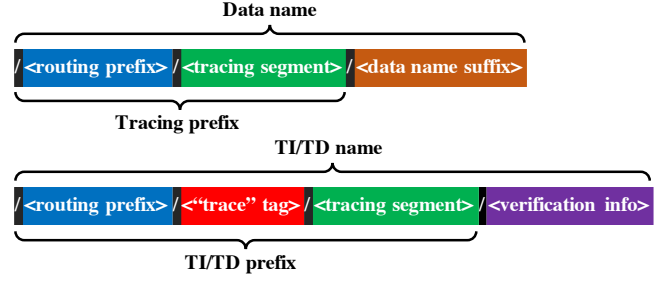 Data name
/<routing prefix>/<tracing segment>/<data name suffix>
Tracing prefix
TI/TD name
/<routing prefix>/<“trace” tag>/<tracing segment>/<verification info>
TI/TD prefix